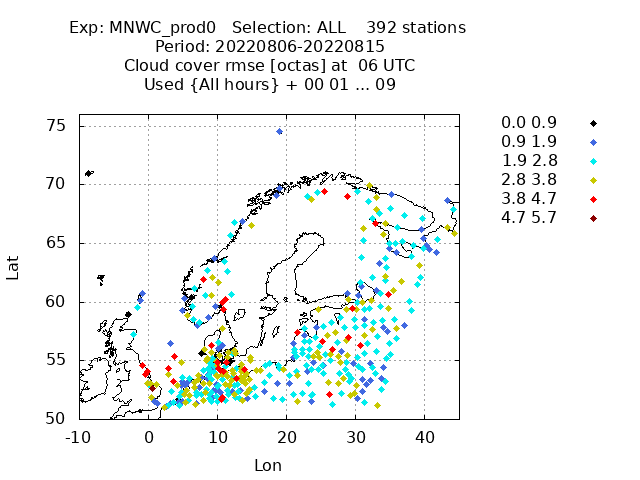 Exp: MNWC_prod0 Selection: ALL 392 stations
Period: 20220806-20220815
Cloud cover rmse [octas] at 06 UTC
Used {All hours} + 00 01 ... 09
0.0 0.9
0.9 1.9
1.9 2.8
2.8 3.8
3.8 4.7
4.7 5.7
75
70
65
60
55
50
Lat
-10 0 10 20 30 40
Lon